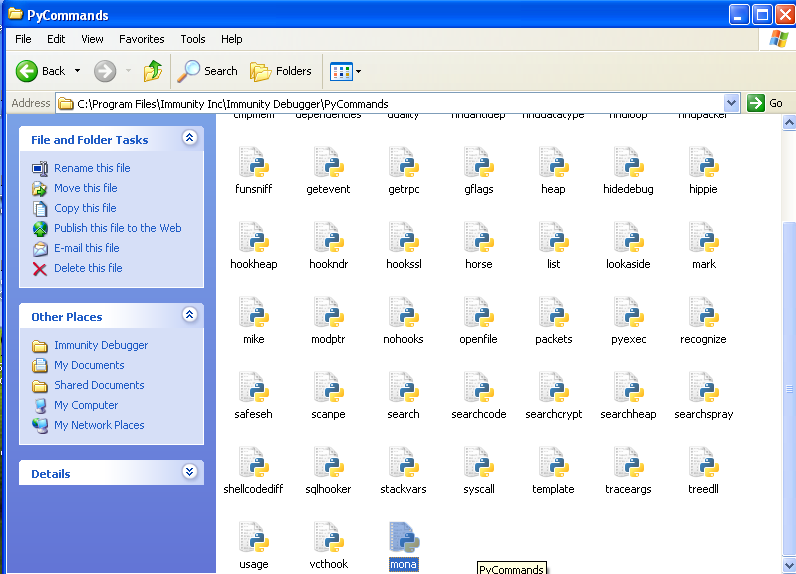 PyCommands
File Edit View Favorites Tools Help
Back Search Folders
Address C:\Program Files\Immunity Inc\Immunity Debugger\PyCommands Go
File and Folder Tasks
Rename this file
Move this file
Copy this file
Publish this file to the Web
E-mail this file
Delete this file
Other Places
Immunity Debugger
My Documents
Shared Documents
My Computer
My Network Places
Details
cmpmem dependencies duality findantidep finddatatype findloop findpacker
funsniff getevent getrpc gflags heap hidedebug hippie
hookheap hookndr hookssl horse list lookaside mark
mike modptr nohooks openfile packets pyexec recognize
safeseh scanpe search searchcode searchcrypt searchheap searchspray
shellcodediff sqlhooker stackvars syscall template traceargs treedll
usage vcthook mona
PyCommands